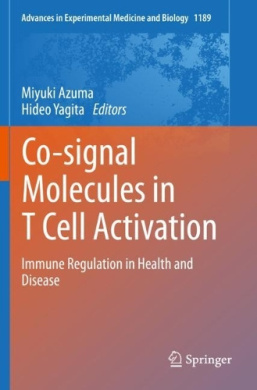 Advances in Experimental Medicine and Biology 1189
Miyuki Azuma
Hideo Yagita Editors
Co-signal
Molecules in
T Cell Activation
Immune Regulation in Health and
Disease
Springer